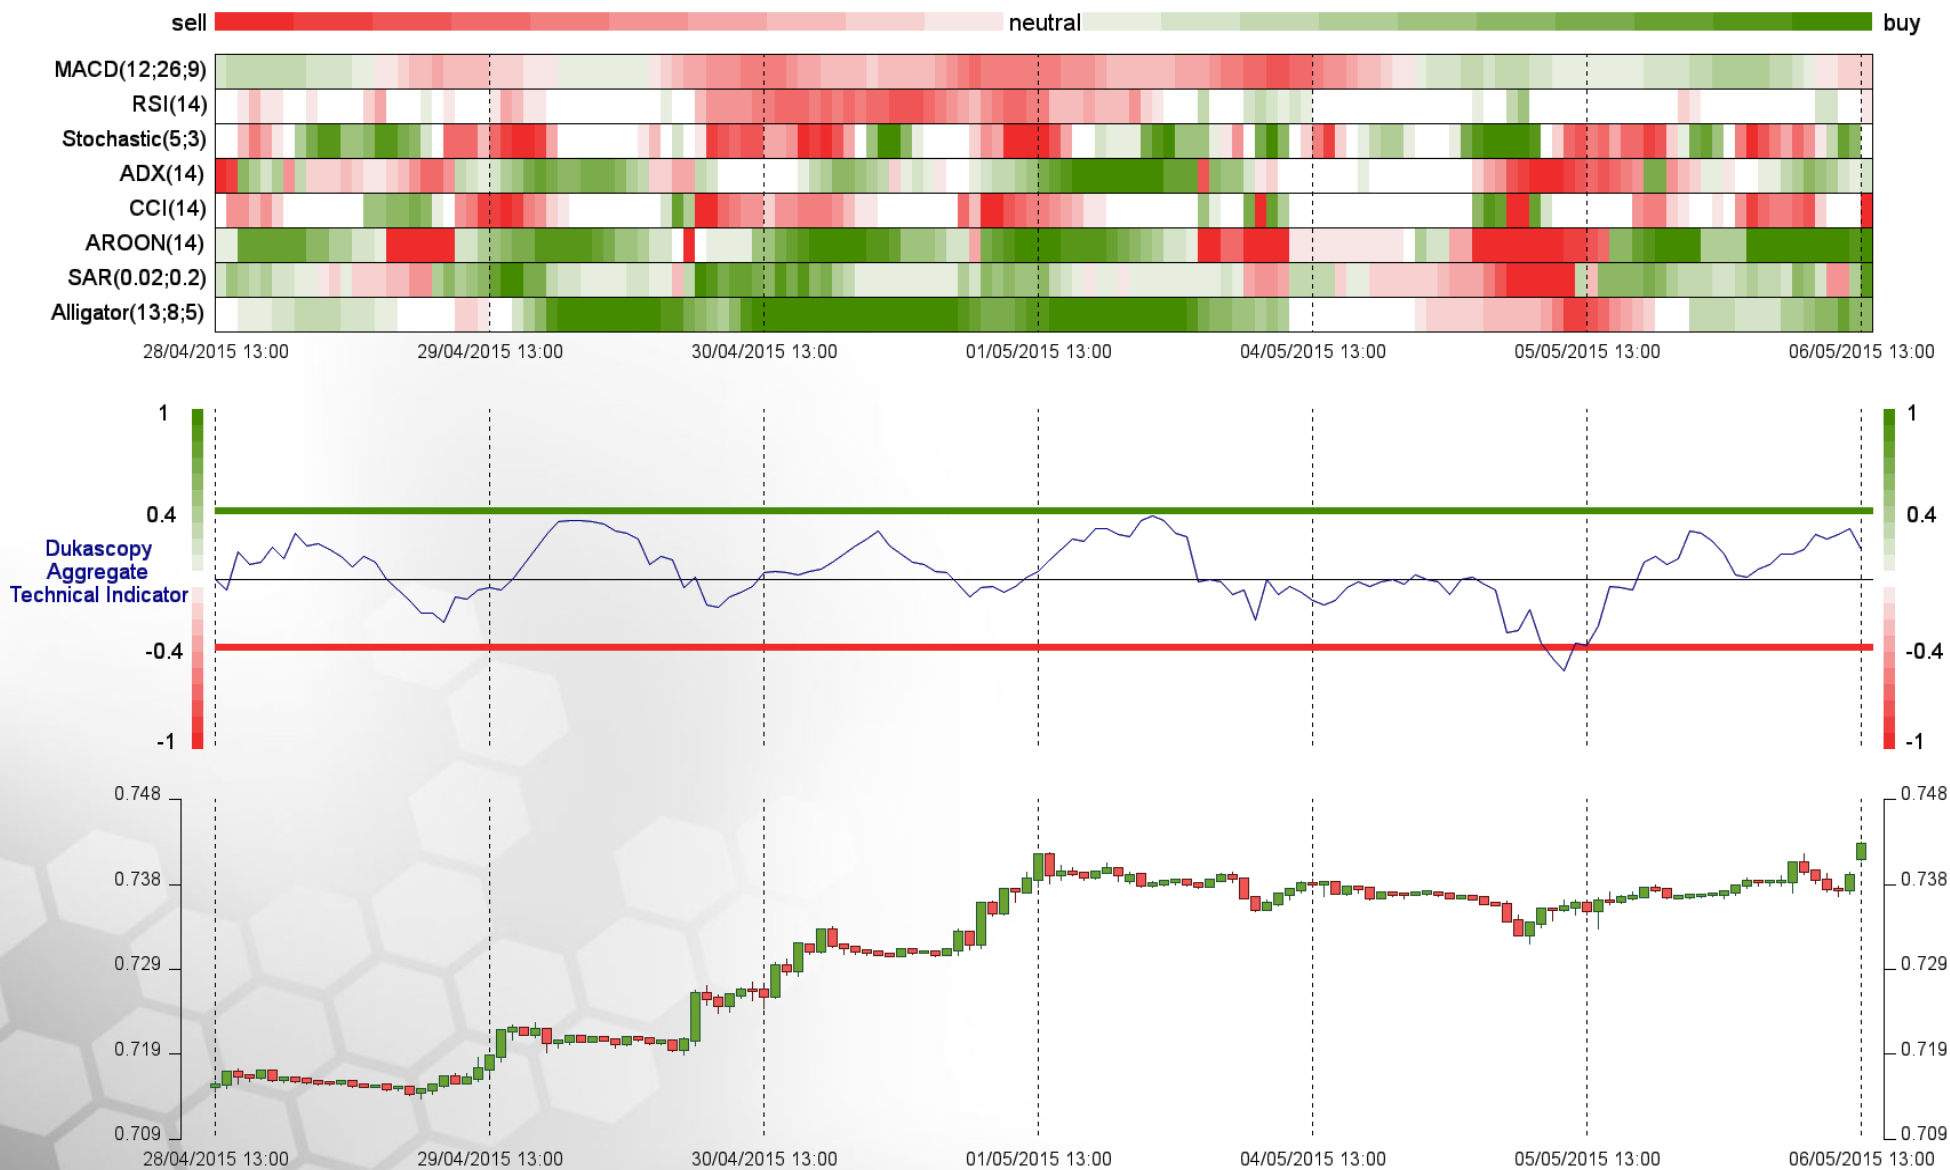 sell neutral buy
MACD(12;26;9)
RSI(14)
Stochastic(5;3)
ADX(14)
CCI(14)
AROON(14)
SAR(0.02;0.2)
Alligator(13;8;5)
28/04/2015 13:00 29/04/2015 13:00 30/04/2015 13:00 01/05/2015 13:00 04/05/2015 13:00 05/05/2015 13:00 06/05/2015 13:00
1 1
0.4 0.4
Dukascopy
Aggregate
Technical Indicator
-0.4 -0.4
-1 -1
0.748 0.748
0.738 0.738
0.729 0.729
0.719 0.719
0.709 0.709
28/04/2015 13:00 29/04/2015 13:00 30/04/2015 13:00 01/05/2015 13:00 04/05/2015 13:00 05/05/2015 13:00 06/05/2015 13:00